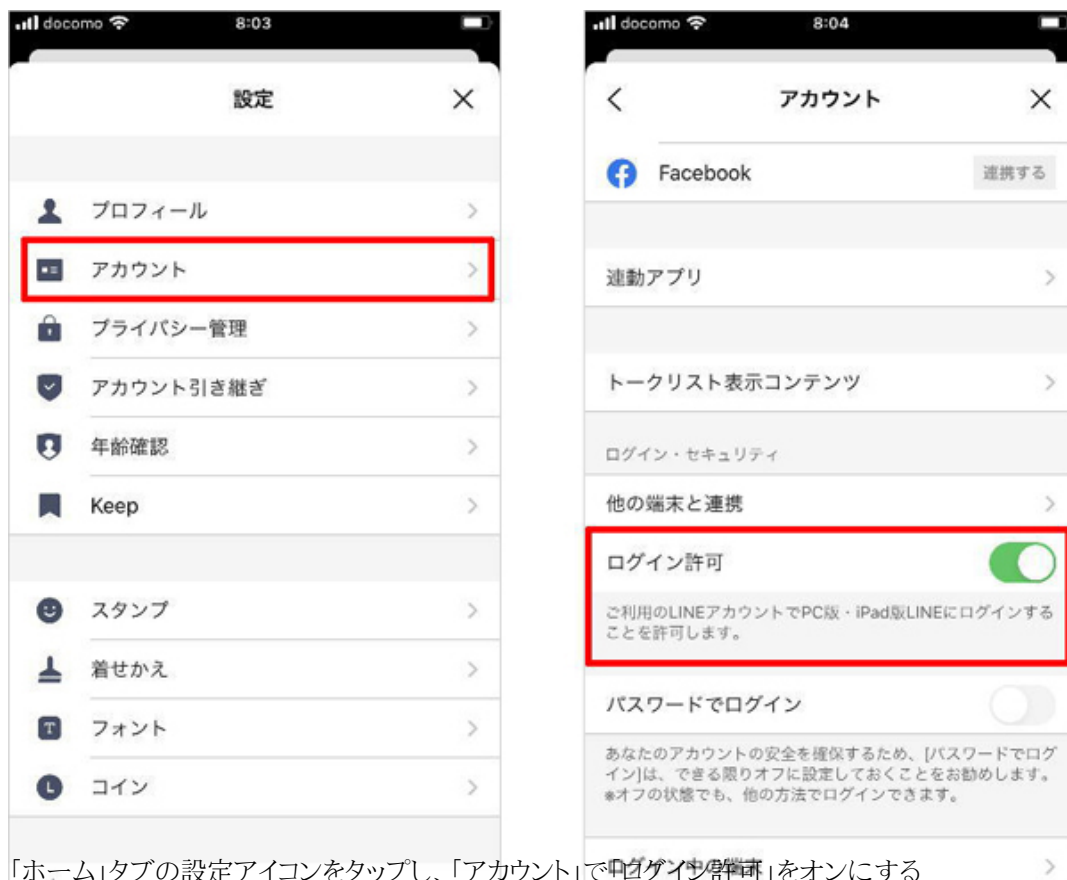 docomo 8:03
設定
プロフィール
アカウント
プライバシー管理
アカウント引き継ぎ
年齢確認
Keep
スタンプ
着せかえ
フォント
コイン
docomo 8:04
アカウント
Facebook 連携する
連動アプリ
トークリスト表示コンテンツ
ログイン・セキュリティ
他の端末と連携
ログイン許可
ご利用のLINEアカウントでPC版・iPad版LINEにログインする
ことを許可します。
パスワードでログイン
あなたのアカウントの安全を確保するため、[パスワードでログ
イン]は、できる限りオフに設定しておくことをお勧めします。
※オフの状態でも、他の方法でログインできます。
ログイン中の端末
「ホーム」タブの設定アイコンをタップし、「アカウント」で「ログイン許可」をオンにする